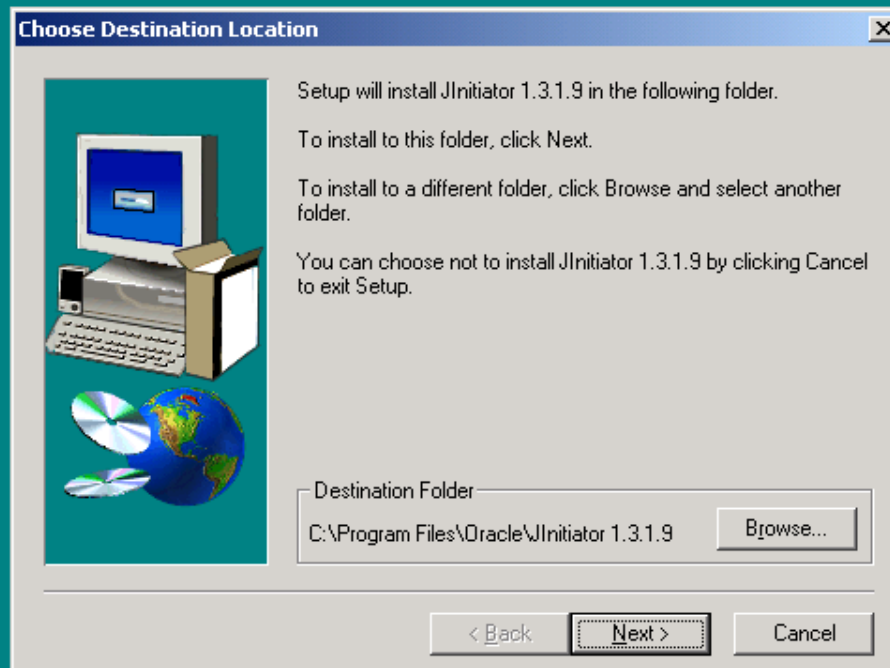 Choose Destination Location
Setup will install JInitiator 1.3.1.9 in the following folder.
To install to this folder, click Next.
To install to a different folder, click Browse and select another
folder.
You can choose not to install JInitiator 1.3.1.9 by clicking Cancel
to exit Setup.
Destination Folder
C:\Program Files\Oracle\JInitiator 1.3.1.9
Browse...
< Back
Next >
Cancel